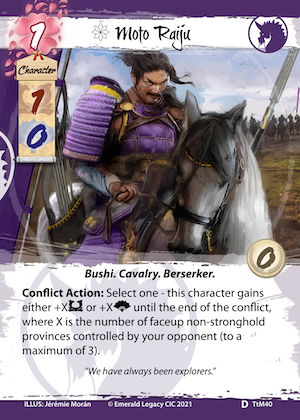 1
Moto Raiju
Character
1
0
0
Bushi. Cavalry. Berserker.
Conflict Action: Select one - this character gains
either +X or +X until the end of the conflict,
where X is the number of faceup non-stronghold
provinces controlled by your opponent (to a
maximum of 3).
"We have always been explorers."
ILLUS: Jérémie Morán © Emerald Legacy CIC 2021 D TtM40